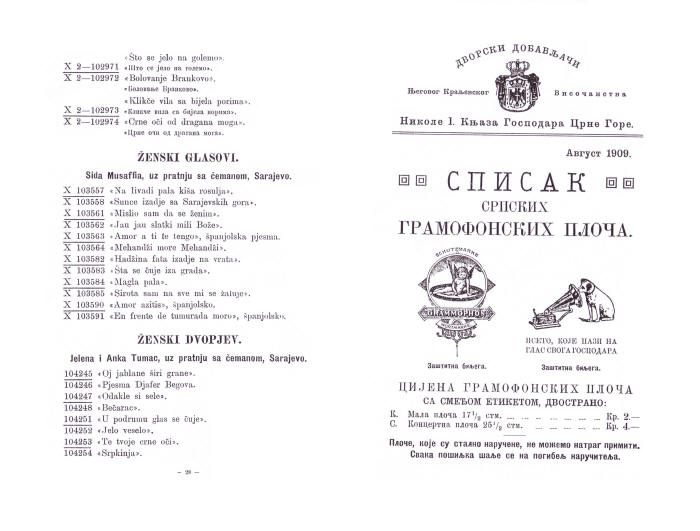 «Što se jelo na golemo».
X 2—102971 «Што се јело на големо».
X 2—102972 «Bolovanje Brankovo».
«Боловање Бранково».
«Klikče vila sa bijela porima».
X 2—102973 «Кликче вила са бијела порима».
X 2—102974 «Crne oči od dragana moga».
«Црне очи од драгана мога».
ŽENSKI GLASOVI.
Sida Musaffia, uz pratnju sa ćemanom, Sarajevo.
X 103557 «Na livadi pala kiša rosulja».
X 103558 «Sunce izadje sa Sarajevskih gora».
X 103561 «Mislio sam da se ženim».
X 103562 «Jau jau slatki mili Bože».
X 103563 «Amor a ti te tengo», španjolska pjesma.
X 103564 «Mehandži more Mehandži».
X 103582 «Hadžina fata izadje na vrata».
X 103583 «Šta se čuje iza grada».
X 103584 «Magla pala».
X 103585 «Sirota sam na sve mi se žatuje».
X 103590 «Amor azitis», španjolsko.
X 103591 «En frente de tumurada moro», španjolsko.
ŽENSKI DVOPJEV.
Jelena i Anka Tumac, uz pratnju sa ćemanom, Sarajevo.
104245 «Oj jablane širi grane».
104246 «Pjesma Djafer Begova.
104247 «Odakle si sele».
104248 «Bećarac».
104251 «U podrumu glas se čuje».
104252 «Jelo veselo».
104253 «Te tvoje crne oči».
104254 «Srpkinja».
— 28 —
ДВОРСКИ ДОБАВЉАЧИ
Његовог Краљевског Височанства
Николе I. Књаза Господара Црне Горе.
Август 1909.
СПИСАК
СРПСКИХ
ГРАМОФОНСКИХ ПЛОЧА.
SCHUTZMARKE
GRAMMOPHON
Заштитна биљега.
ПСЕТО, КОЈЕ ПАЗИ НА
ГЛАС СВОГА ГОСПОДАРА
Заштитна биљега.
ЦИЈЕНА ГРАМОФОНСКИХ ПЛОЧА
СА СМЕЂОМ ЕТИКЕТОМ, ДВОСТРАНО:
К. Мала плоча 17½ стм. Кр. 2.—
С. Концертна плоча 25½ стм. Кр. 4.—
Плоче, које су стално наручене, не можемо натраг примити.
Свака пошиљка шаље се на погибељ наручитеља.